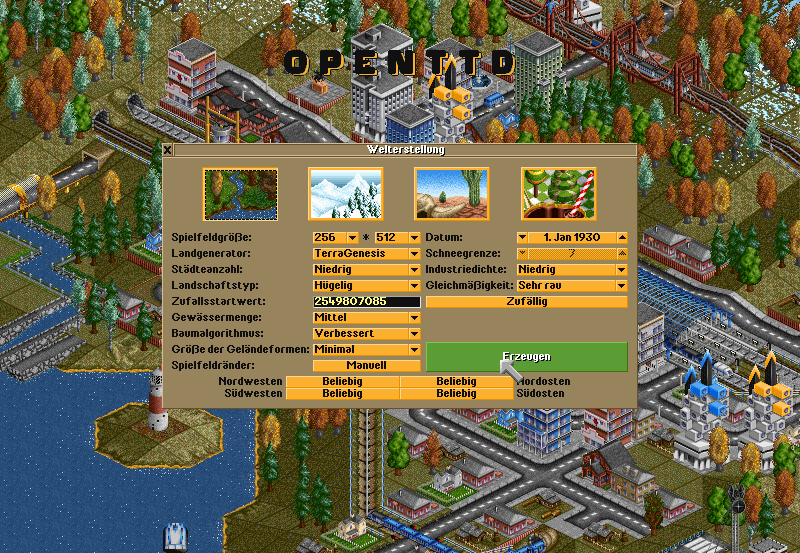 OPENTTD
X Welterstellung
Spielfeldgröße: 256 * 512 Datum: 1. Jan 1930
Landgenerator: TerraGenesis Schneegrenze: 7
Städteanzahl: Niedrig Industriedichte: Niedrig
Landschaftstyp: Hügelig Gleichmäßigkeit: Sehr rau
Zufallsstartwert: 2549807085 Zufällig
Gewässermenge: Mittel
Baumalgorithmus: Verbessert
Größe der Geländeformen: Minimal Erzeugen
Spielfeldränder: Manuell
Nordwesten Beliebig Beliebig Nordosten
Südwesten Beliebig Beliebig Südosten